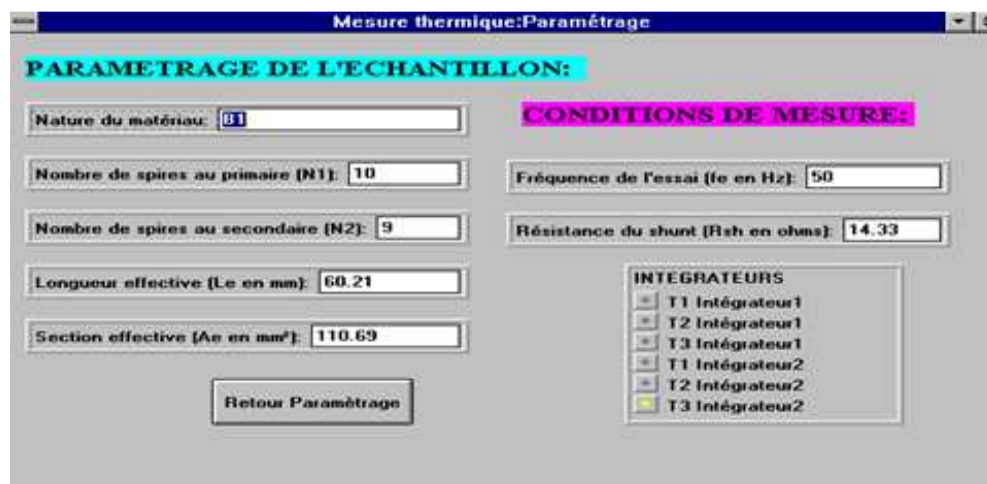 Mesure thermique:Paramétrage
PARAMETRAGE DE L'ECHANTILLON:
Nature du matériau: B1
CONDITIONS DE MESURE:
Nombre de spires au primaire (N1): 10
Fréquence de l'essai (fe en Hz): 50
Nombre de spires au secondaire (N2): 9
Résistance du shunt (Rsh en ohms): 14.33
Longueur effective (Le en mm): 60.21
Section effective (Ae en mm²): 110.69
INTEGRATEURS
T1 Intégrateur1
T2 Intégrateur1
T3 Intégrateur1
T1 Intégrateur2
T2 Intégrateur2
T3 Intégrateur2
Retour Paramètrage